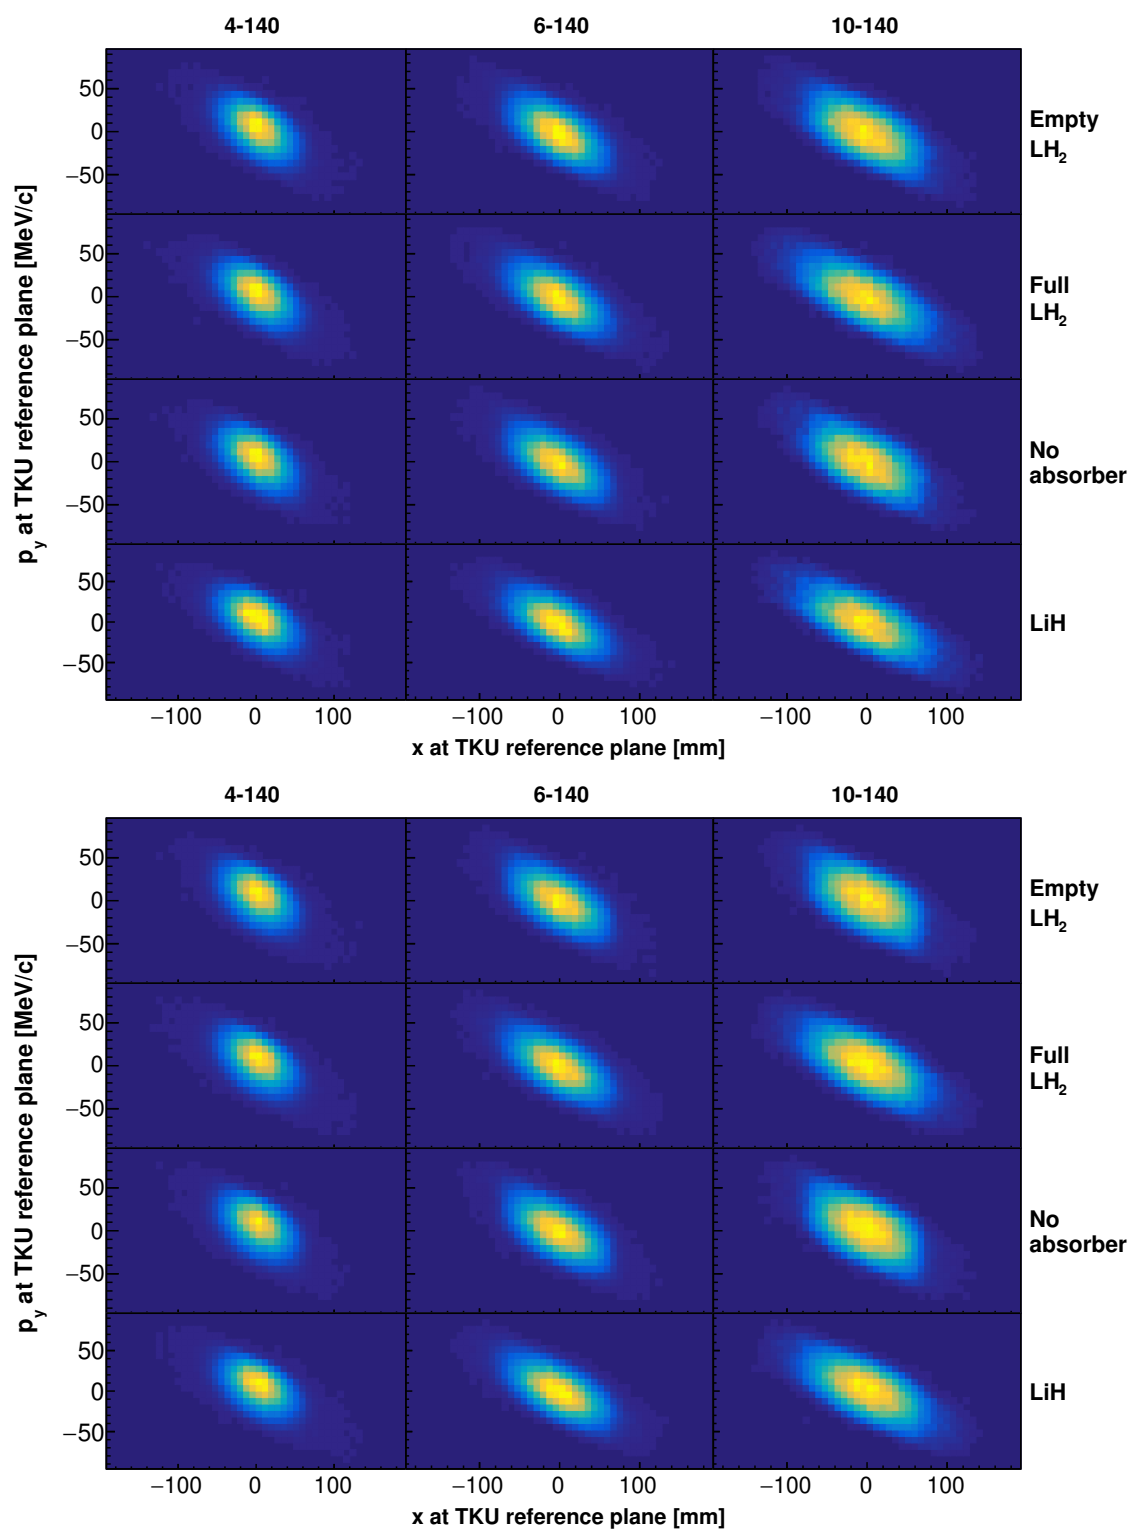 4-140 6-140 10-140
50
0
−50
Empty
LH2
50
0
−50
Full
LH2
50
0
−50
No
absorber
50
0
−50
LiH
py at TKU reference plane [MeV/c]
−100 0 100 −100 0 100 −100 0 100
x at TKU reference plane [mm]
4-140 6-140 10-140
50
0
−50
Empty
LH2
50
0
−50
Full
LH2
50
0
−50
No
absorber
50
0
−50
LiH
py at TKU reference plane [MeV/c]
−100 0 100 −100 0 100 −100 0 100
x at TKU reference plane [mm]